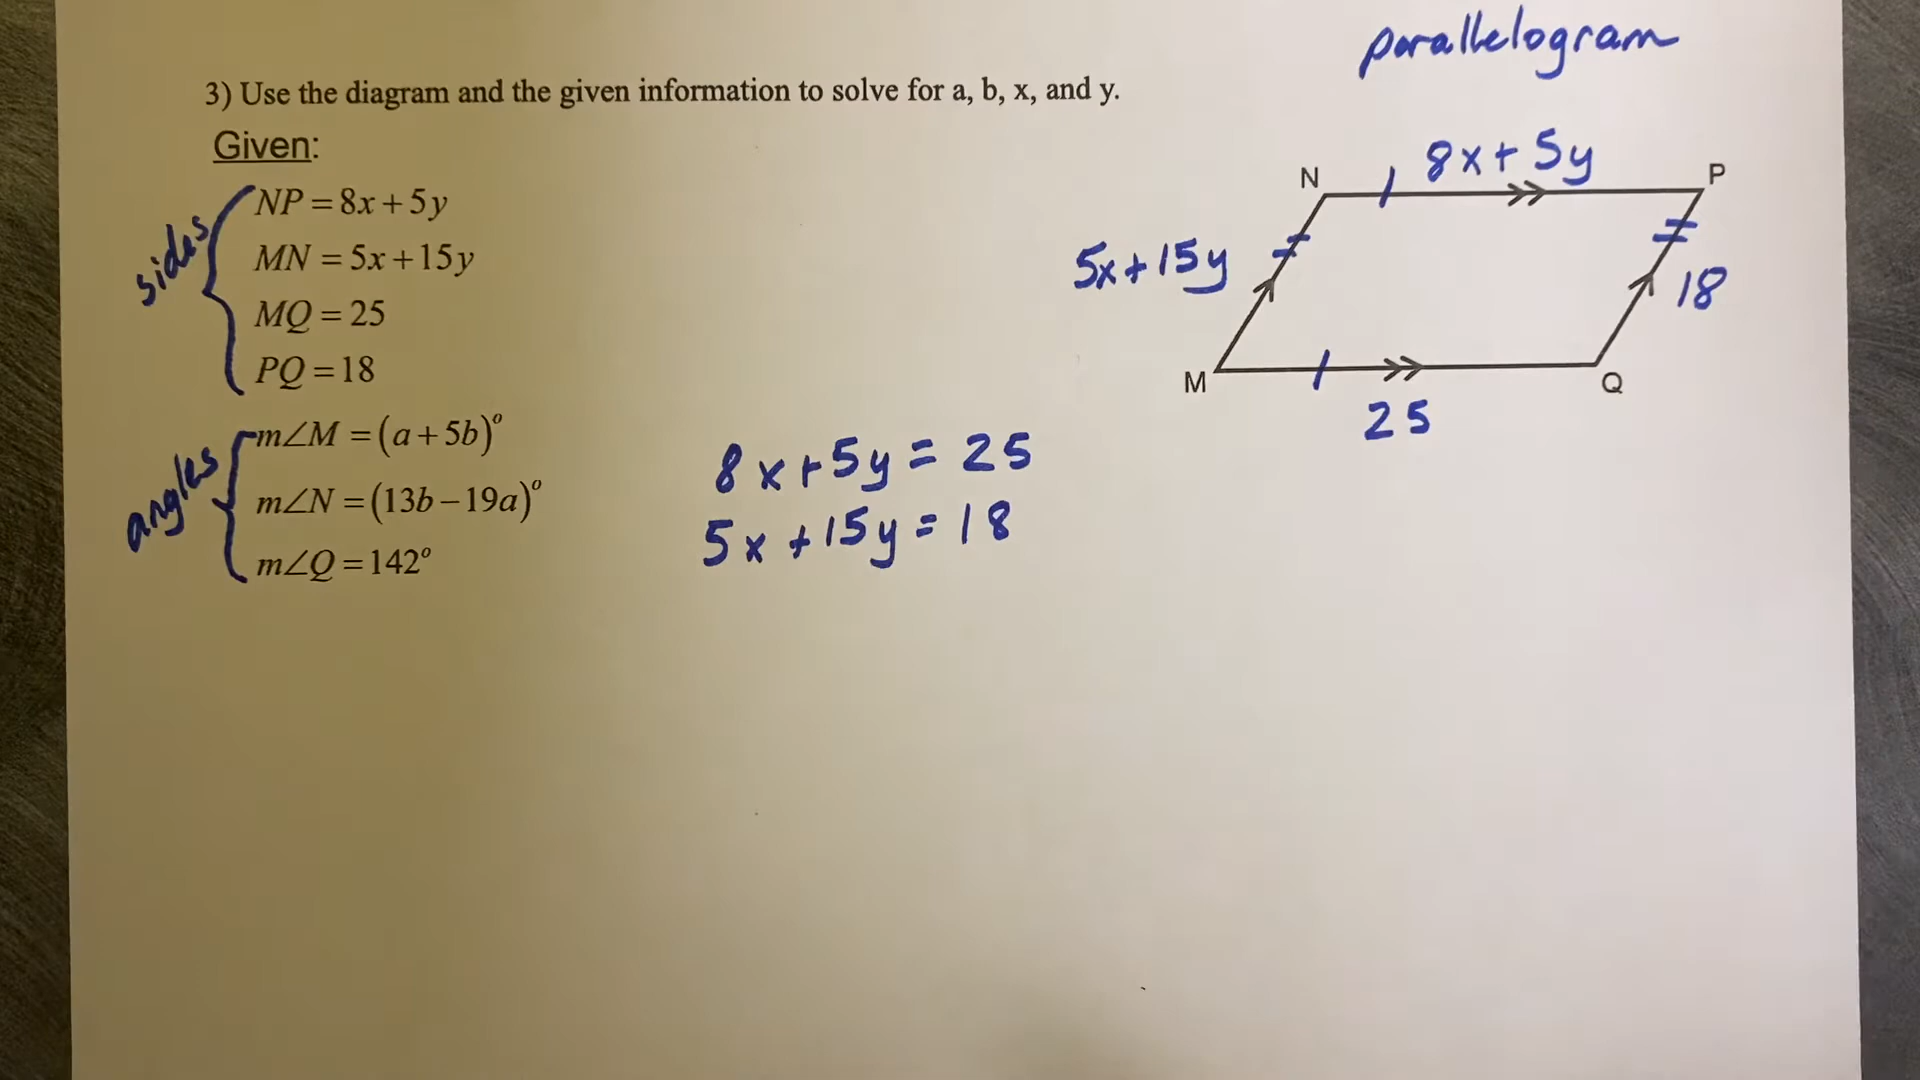 parallelogram
3) Use the diagram and the given information to solve for a, b, x, and y.
Given:
sides
NP = 8x + 5y
MN = 5x + 15y
MQ = 25
PQ = 18
angles
m∠M = (a + 5b)°
m∠N = (13b − 19a)°
m∠Q = 142°
8x + 5y = 25
5x + 15y = 18
N
8x + 5y
P
5x + 15y
18
M
Q
25